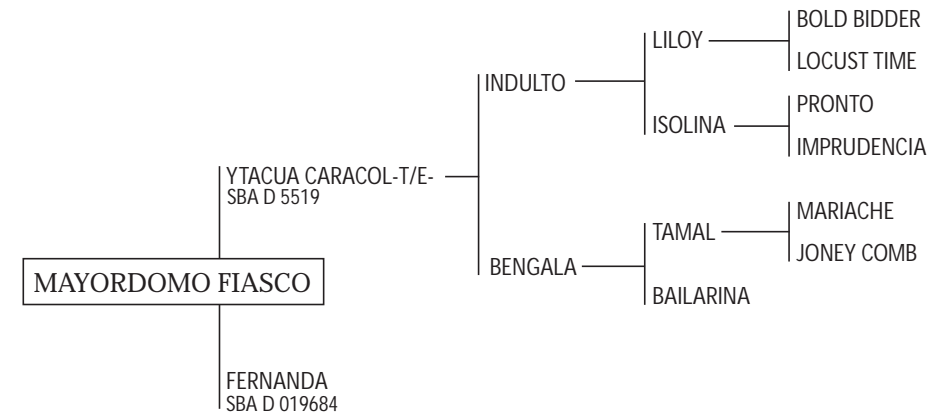 BOLD BIDDER
LILOY
LOCUST TIME
INDULTO
PRONTO
ISOLINA
IMPRUDENCIA
YTACUA CARACOL-T/E-
SBA D 5519
MARIACHE
TAMAL
JONEY COMB
BENGALA
BAILARINA
MAYORDOMO FIASCO
FERNANDA
SBA D 019684